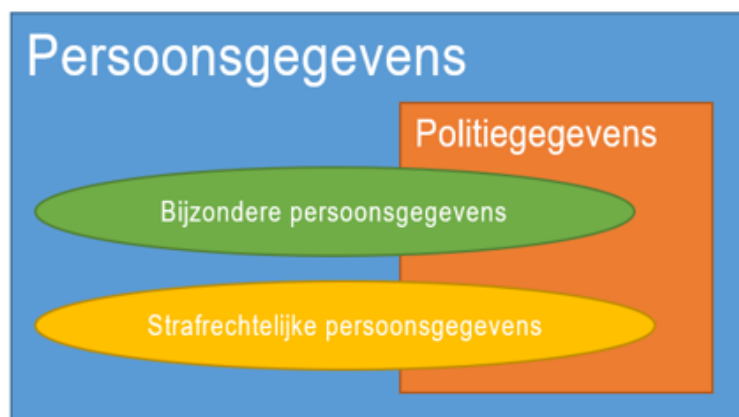 Persoonsgegevens
Politiegegevens
Bijzondere persoonsgegevens
Strafrechtelijke persoonsgegevens